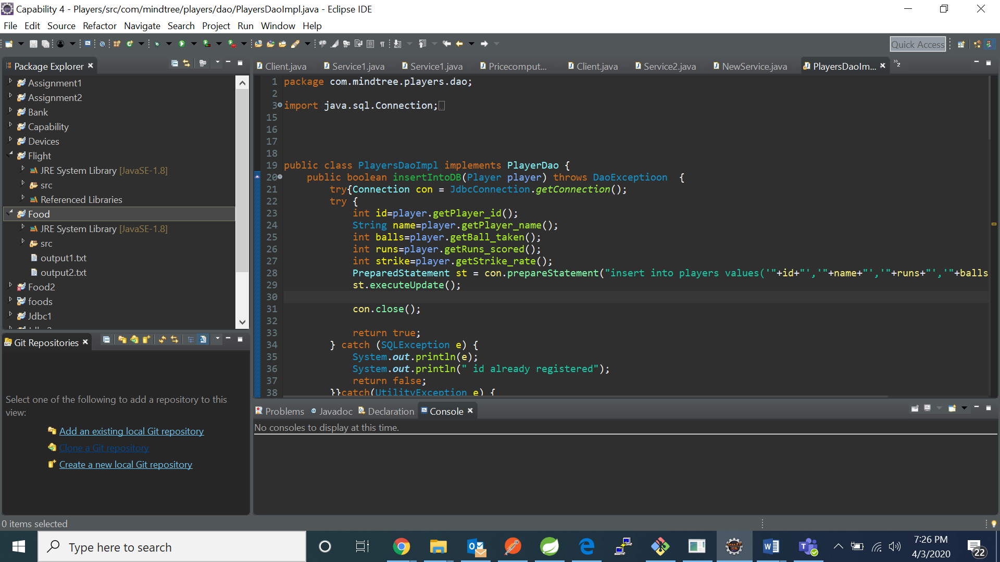 Capability 4 - Players/src/com/mindtree/players/dao/PlayersDaoImpl.java - Eclipse IDE
File Edit Source Refactor Navigate Search Project Run Window Help
Quick Access
Package Explorer
Assignment1
Assignment2
Bank
Capability
Devices
Flight
JRE System Library [JavaSE-1.8]
src
Referenced Libraries
Food
JRE System Library [JavaSE-1.8]
src
output1.txt
output2.txt
Food2
foods
Jdbc1
Git Repositories
Select one of the following to add a repository to this
view:
Add an existing local Git repository
Clone a Git repository
Create a new local Git repository
Client.java Service1.java Service1.java Pricecomput... Client.java Service2.java NewService.java PlayersDaoIm... 2
1 package com.mindtree.players.dao;
2
3 import java.sql.Connection;
15
16
17
18
19 public class PlayersDaoImpl implements PlayerDao {
20 public boolean insertIntoDB(Player player) throws DaoExceptioon {
21 try{Connection con = JdbcConnection.getConnection();
22 try {
23 int id=player.getPlayer_id();
24 String name=player.getPlayer_name();
25 int balls=player.getBall_taken();
26 int runs=player.getRuns_scored();
27 int strike=player.getStrike_rate();
28 PreparedStatement st = con.prepareStatement("insert into players values('"+id+"','"+name+"','"+runs+"','"+balls
29 st.executeUpdate();
30
31 con.close();
32
33 return true;
34 } catch (SQLException e) {
35 System.out.println(e);
36 System.out.println(" id already registered");
37 return false;
38 }}catch(UtilityException e) {
Problems Javadoc Declaration Console
No consoles to display at this time.
0 items selected
Type here to search
7:26 PM
4/3/2020
22